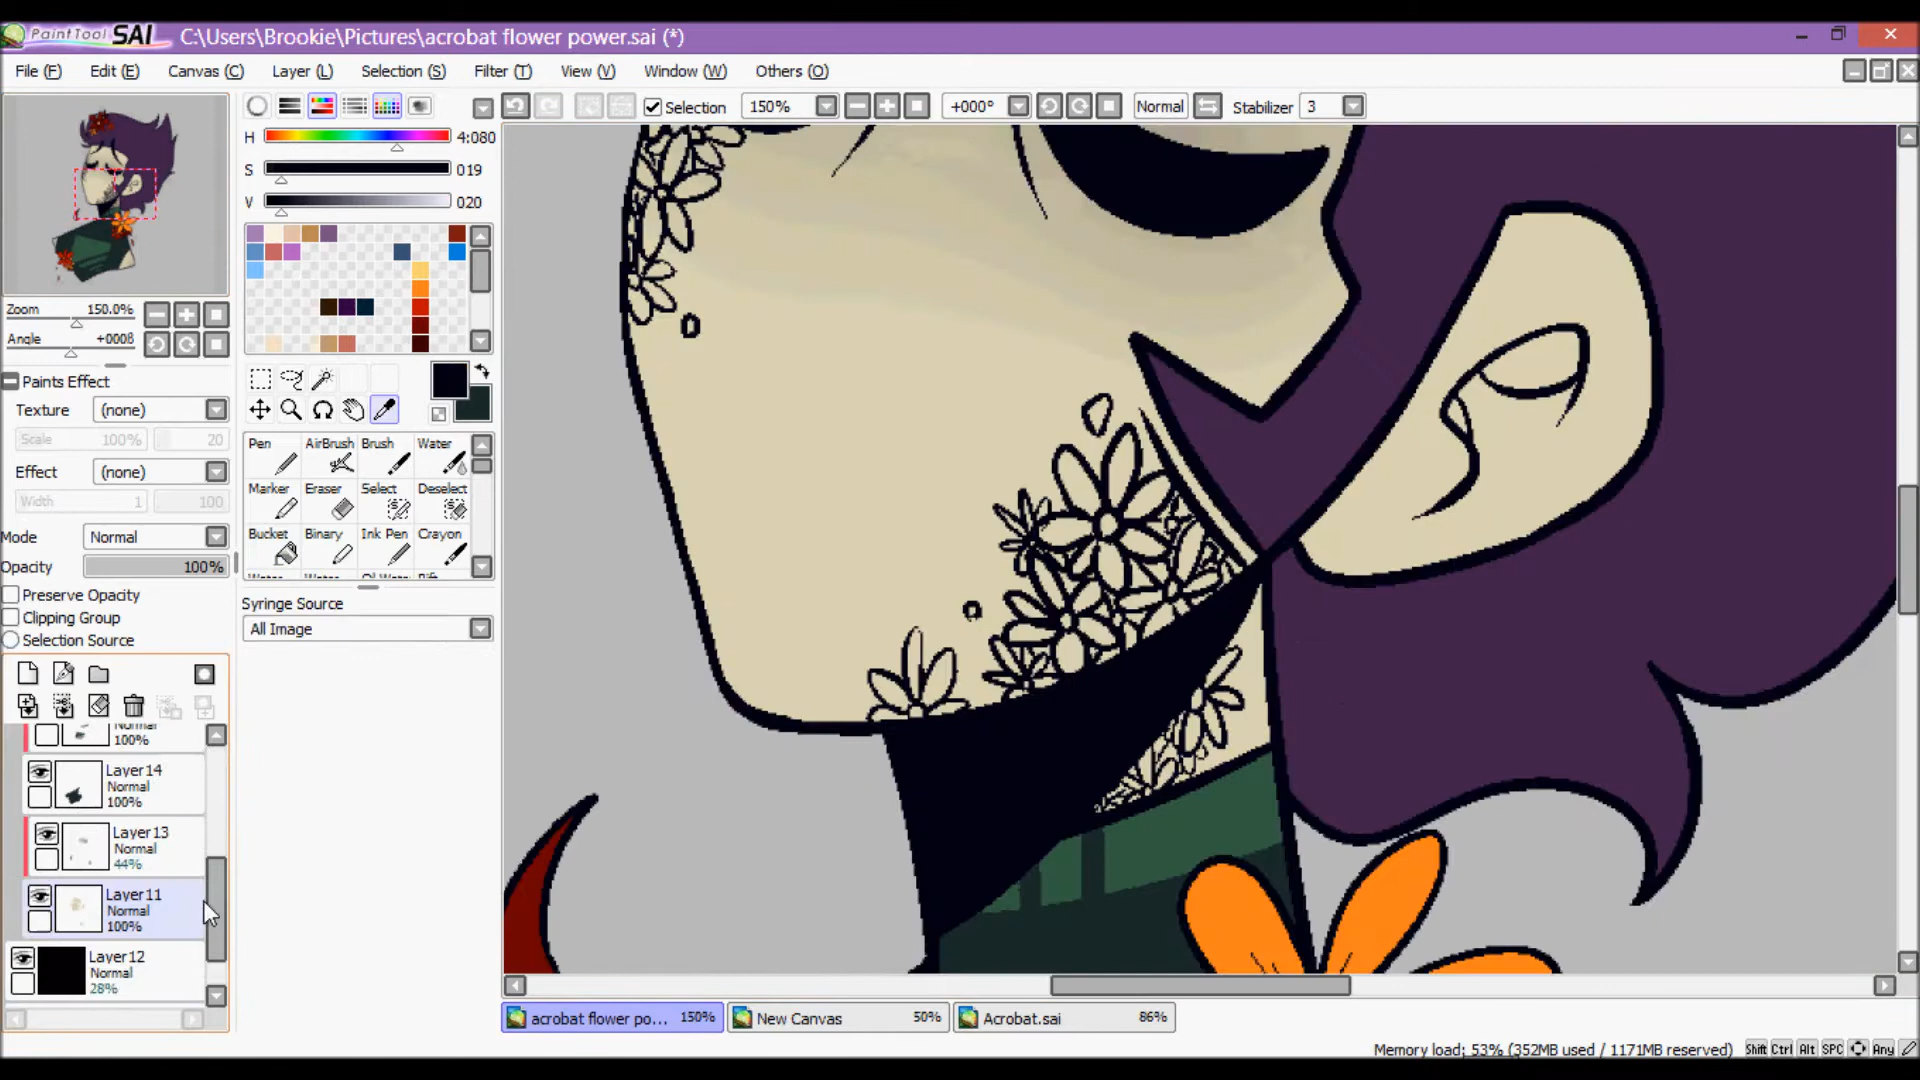 PaintTool SAI C:\Users\Brookie\Pictures\acrobat flower power.sai (*)
File (F) Edit (E) Canvas (C) Layer (L) Selection (S) Filter (T) View (V) Window (W) Others (O)
Selection 150% +000° Normal Stabilizer 3
H 4:080
S 019
V 020
Zoom 150.0%
Angle +0008
Paints Effect
Texture (none)
Scale 100% 20
Effect (none)
Width 1 100
Mode Normal
Opacity 100%
Preserve Opacity
Clipping Group
Selection Source
Pen AirBrush Brush Water
Marker Eraser Select Deselect
Bucket Binary Ink Pen Crayon
Syringe Source
All Image
Normal
100%
Layer14
Normal
100%
Layer13
Normal
44%
Layer11
Normal
100%
Layer12
Normal
28%
acrobat flower po... 150% New Canvas 50% Acrobat.sai 86%
Memory load: 53% (352MB used / 1171MB reserved) Shift Ctrl Alt SPC Any